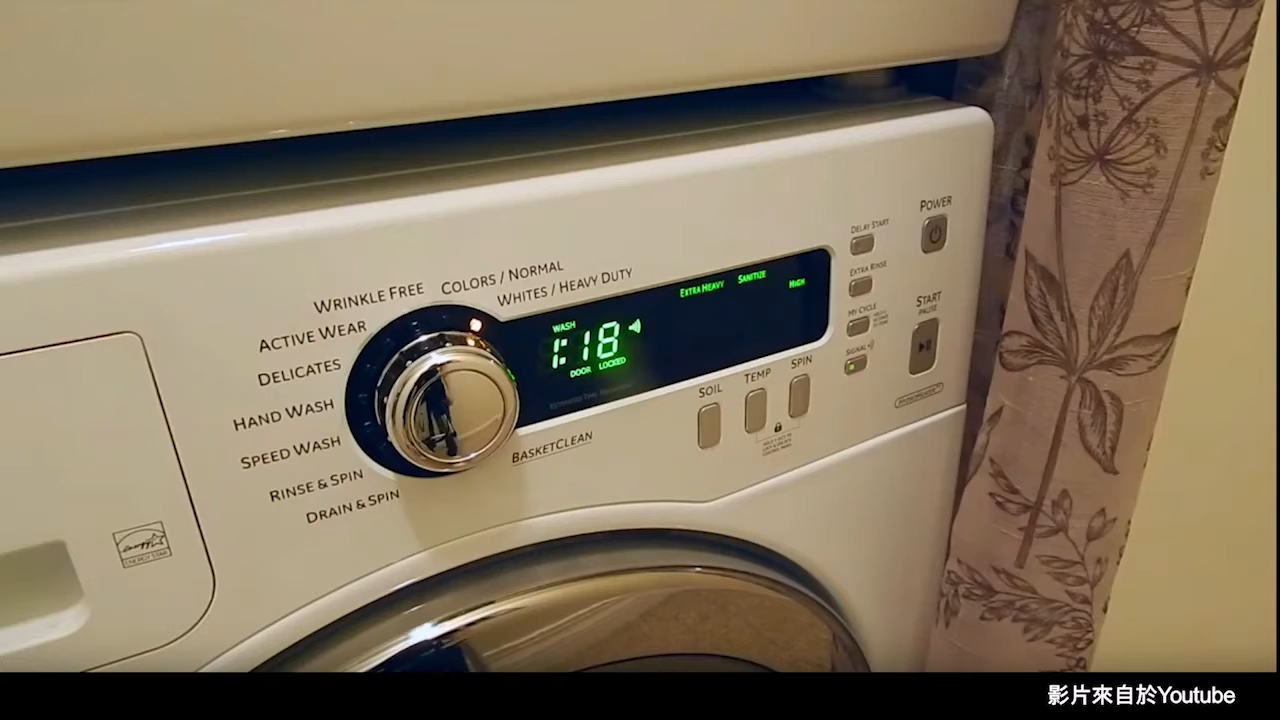 POWER
DELAY START
EXTRA RINSE
MY CYCLE
SIGNAL
START
PAUSE
COLORS / NORMAL
WRINKLE FREE
WHITES / HEAVY DUTY
ACTIVE WEAR
DELICATES
HAND WASH
SPEED WASH
RINSE & SPIN
DRAIN & SPIN
BASKETCLEAN
EXTRA HEAVY
SANITIZE
HIGH
WASH
1:18
DOOR LOCKED
SOIL
TEMP
SPIN
ENERGY STAR
影片來自於Youtube